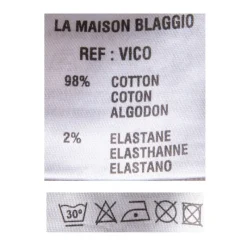 LA MAISON BLAGGIO
REF : VICO
98% COTTON
COTON
ALGODON
2% ELASTANE
ELASTHANNE
ELASTANO
30°